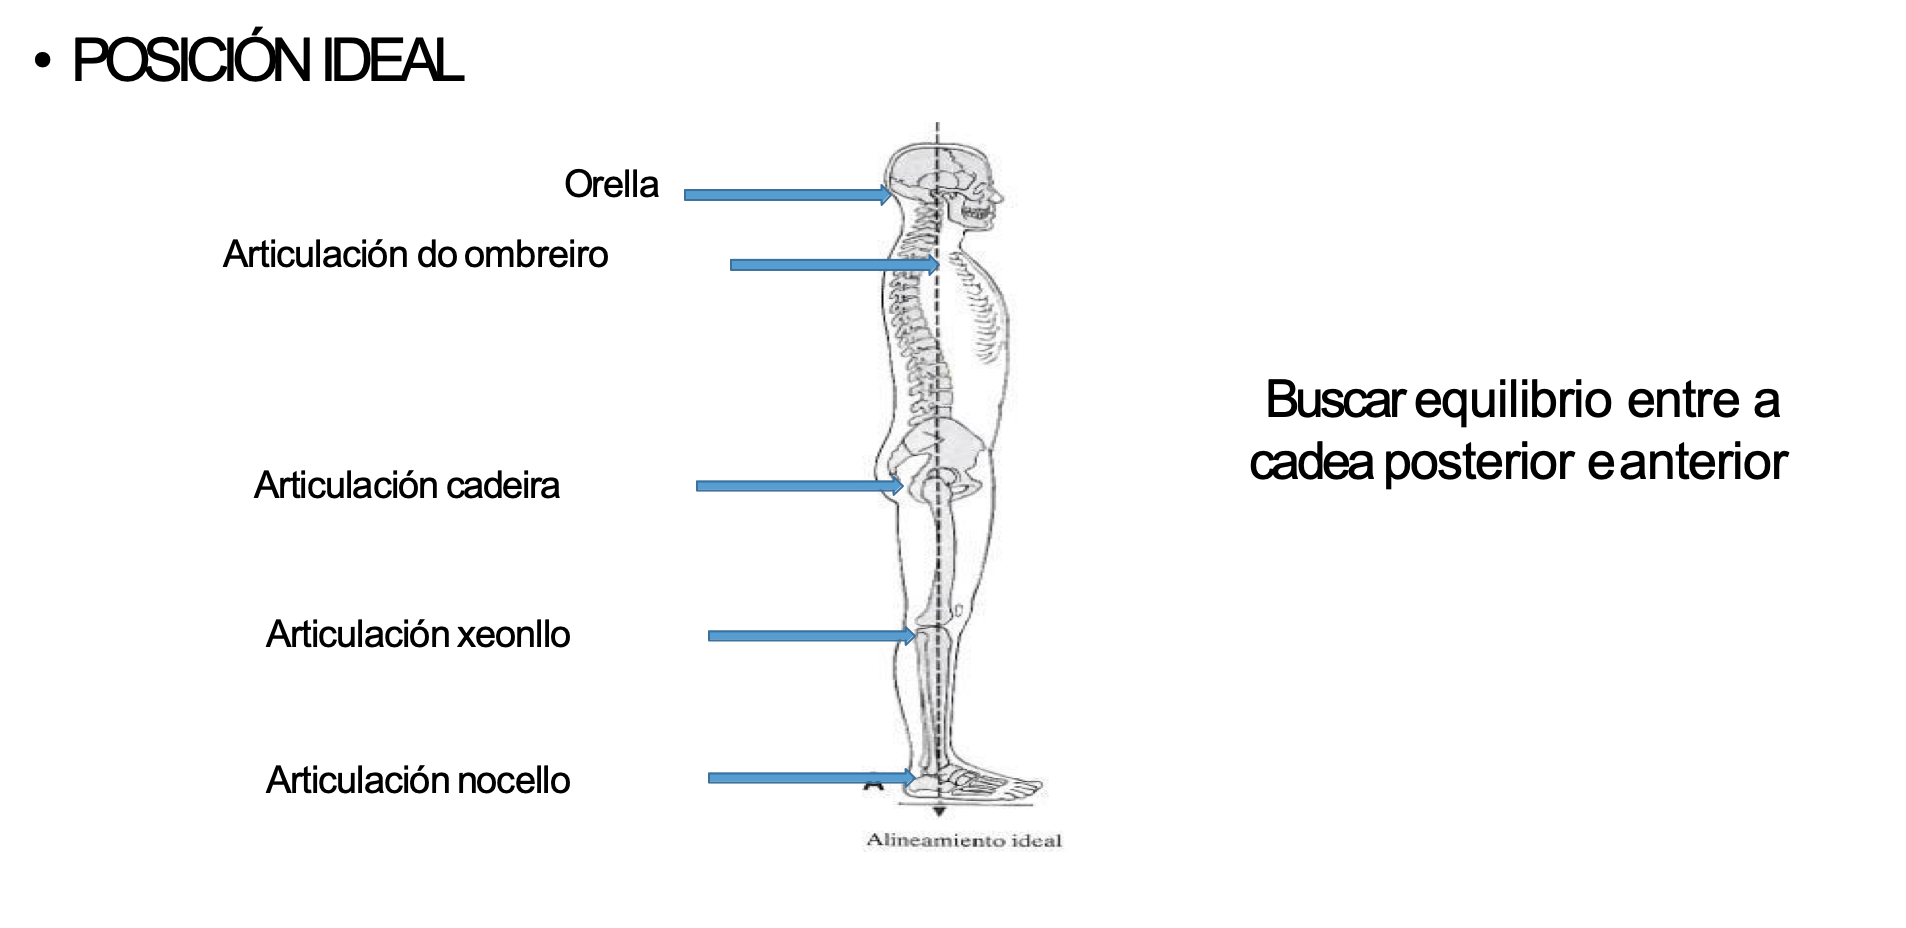 • POSICIÓN IDEAL
Orella
Articulación do ombreiro
Buscar equilibrio entre a
cadea posterior e anterior
Articulación cadeira
Articulación xeonllo
Articulación nocello
A
Alineamiento ideal